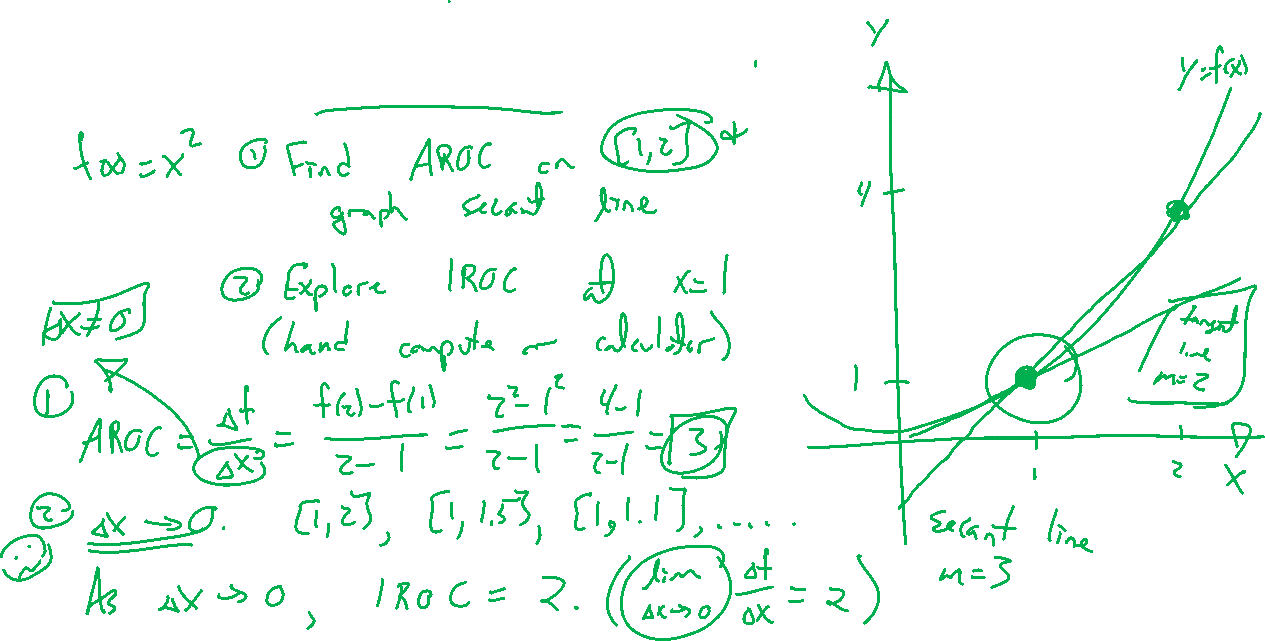 f(x) = x² ① Find AROC on [1,2] &
graph secant line
② Explore IROC at x=1
(hand compute or calculator)
Δx≠0
①
AROC = Δf/Δx = (f(2)-f(1))/(2-1) = (2²-1²)/(2-1) = (4-1)/(2-1) = 3
② Δx→0. [1,2], [1,1.5], [1,1.1], .....
As Δx→0, IROC = 2. (lim Δx→0 Δf/Δx = 2)
Y
y=f(x)
4
1
tangent
line
m=2
1
2
X
secant line
m=3